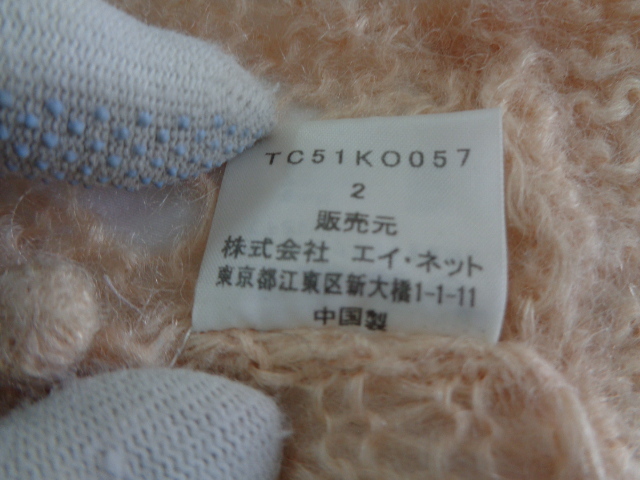 TC51KO057
2
販売元
株式会社 エイ・ネット
東京都江東区新大橋1-1-11
中国製